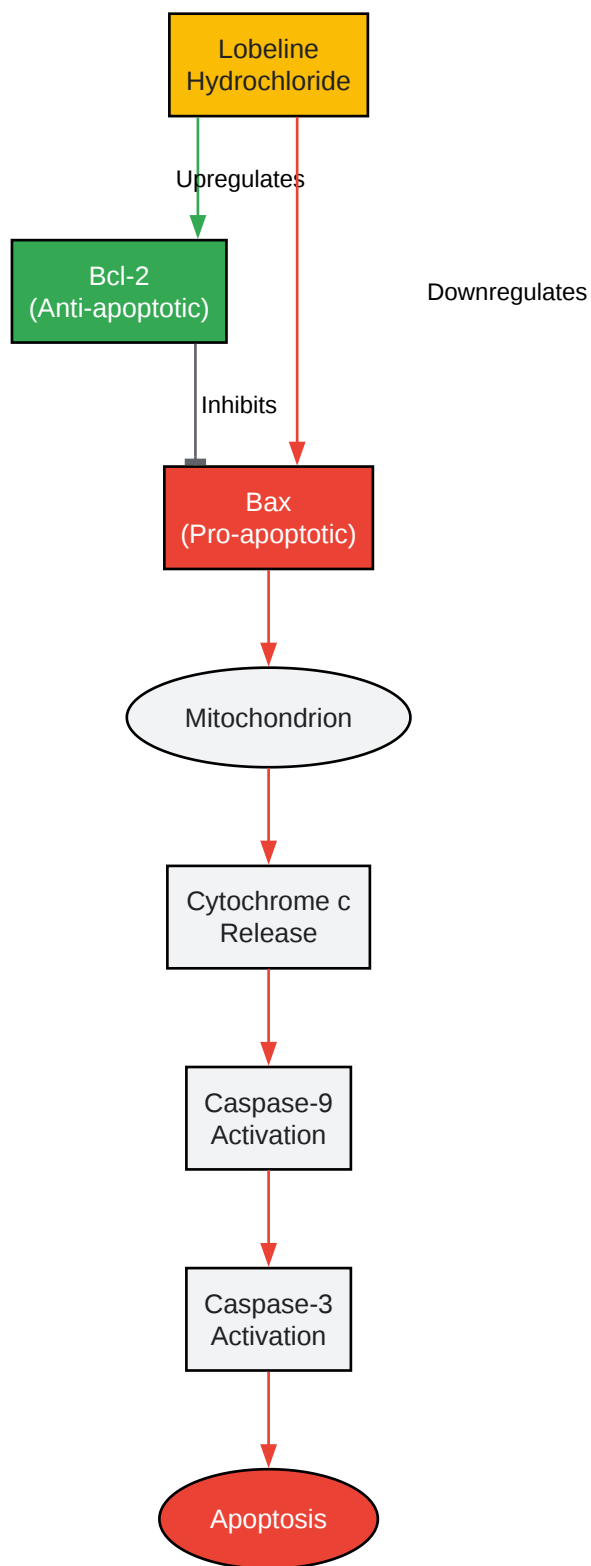 Lobeline
Hydrochloride
Upregulates
Bcl-2
(Anti-apoptotic)
Downregulates
Inhibits
Bax
(Pro-apoptotic)
Mitochondrion
Cytochrome c
Release
Caspase-9
Activation
Caspase-3
Activation
Apoptosis